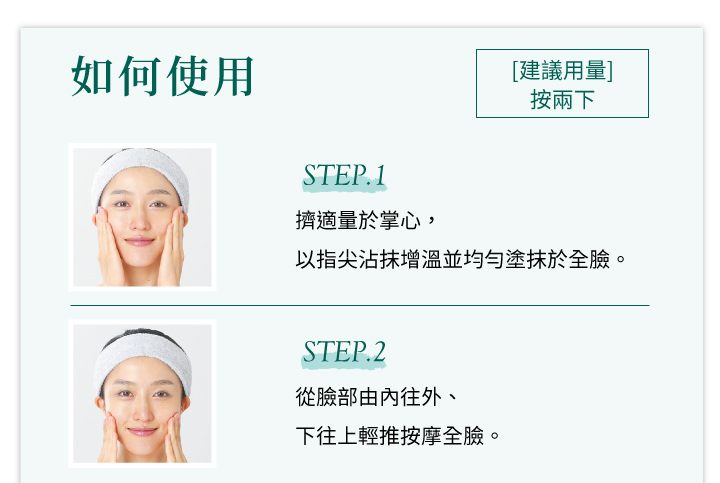 如何使用
[建議用量]
按兩下
STEP.1
擠適量於掌心，
以指尖沾抹增溫並均勻塗抹於全臉。
STEP.2
從臉部由內往外、
下往上輕推按摩全臉。